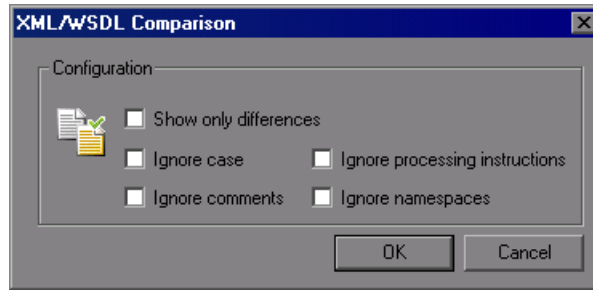 XML/WSDL Comparison
Configuration
Show only differences
Ignore case
Ignore processing instructions
Ignore comments
Ignore namespaces
OK
Cancel